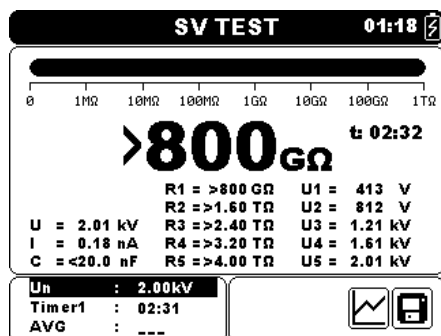 SV TEST 01:18
0 1MΩ 10MΩ 100MΩ 1GΩ 10GΩ 100GΩ 1TΩ
>800GΩ t: 02:32
R1 = >800 GΩ U1 = 413 V
R2 =>1.60 TΩ U2 = 812 V
U = 2.01 kV R3 =>2.40 TΩ U3 = 1.21 kV
I = 0.18 nA R4 =>3.20 TΩ U4 = 1.61 kV
C =<20.0 nF R5 =>4.00 TΩ U5 = 2.01 kV
Un : 2.00kV
Timer1 : 02:31
AVG : ---